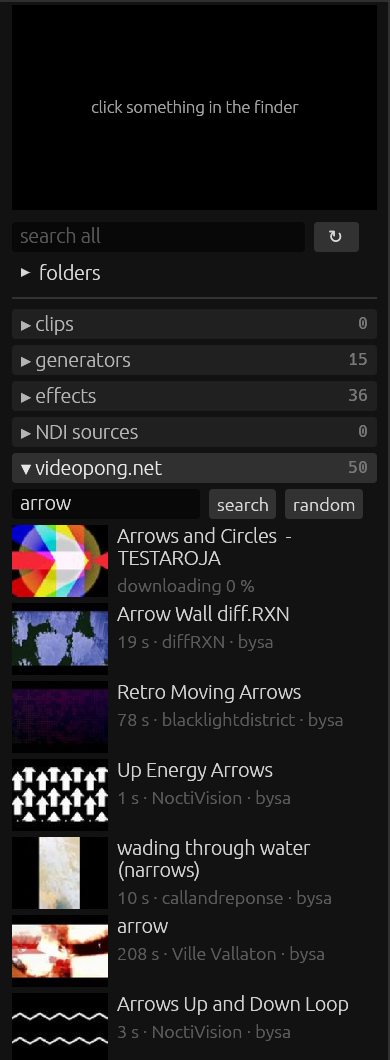 click something in the finder
search all ↻
▸ folders
▸ clips 0
▸ generators 15
▸ effects 36
▸ NDI sources 0
▾ videopong.net 50
arrow search random
Arrows and Circles -
TESTAROJA
downloading 0 %
Arrow Wall diff.RXN
19 s · diffRXN · bysa
Retro Moving Arrows
78 s · blacklightdistrict · bysa
Up Energy Arrows
1 s · NoctiVision · bysa
wading through water
(narrows)
10 s · callandreponse · bysa
arrow
208 s · Ville Vallaton · bysa
Arrows Up and Down Loop
3 s · NoctiVision · bysa